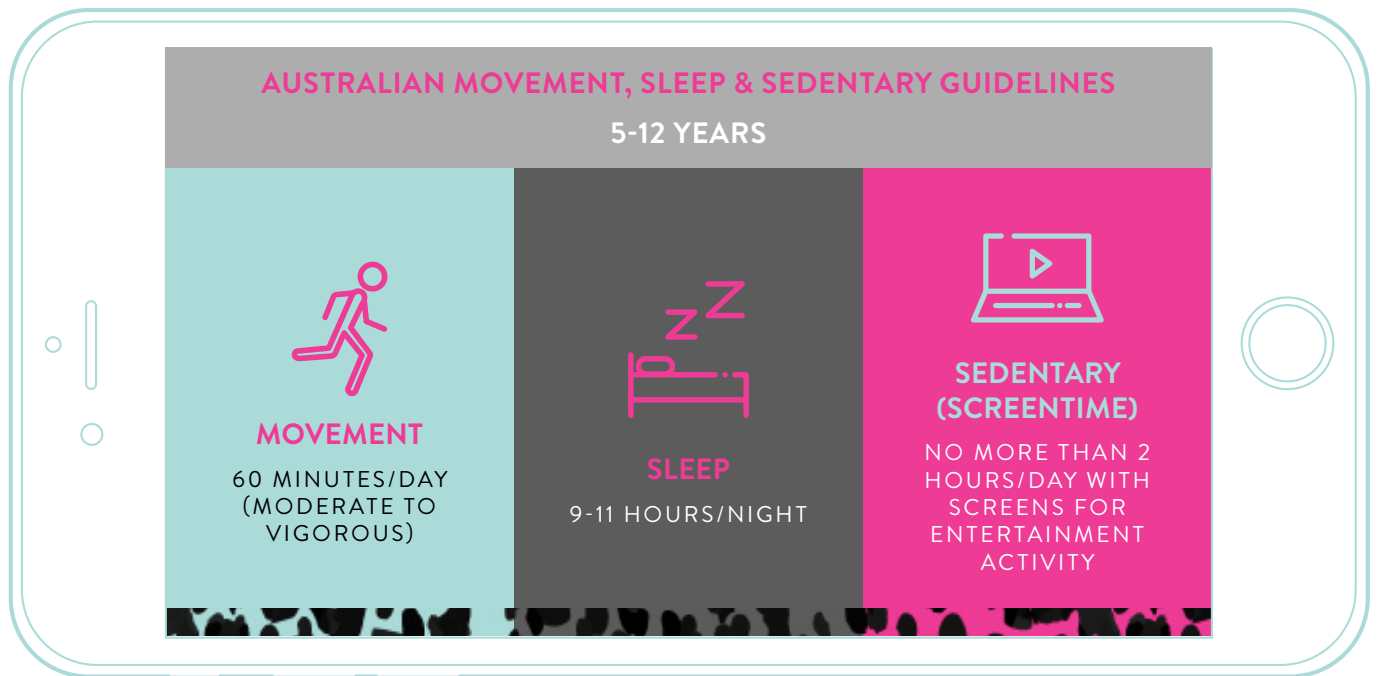 AUSTRALIAN MOVEMENT, SLEEP & SEDENTARY GUIDELINES
5-12 YEARS
MOVEMENT
60 MINUTES/DAY
(MODERATE TO
VIGOROUS)
SLEEP
9-11 HOURS/NIGHT
SEDENTARY
(SCREENTIME)
NO MORE THAN 2
HOURS/DAY WITH
SCREENS FOR
ENTERTAINMENT
ACTIVITY